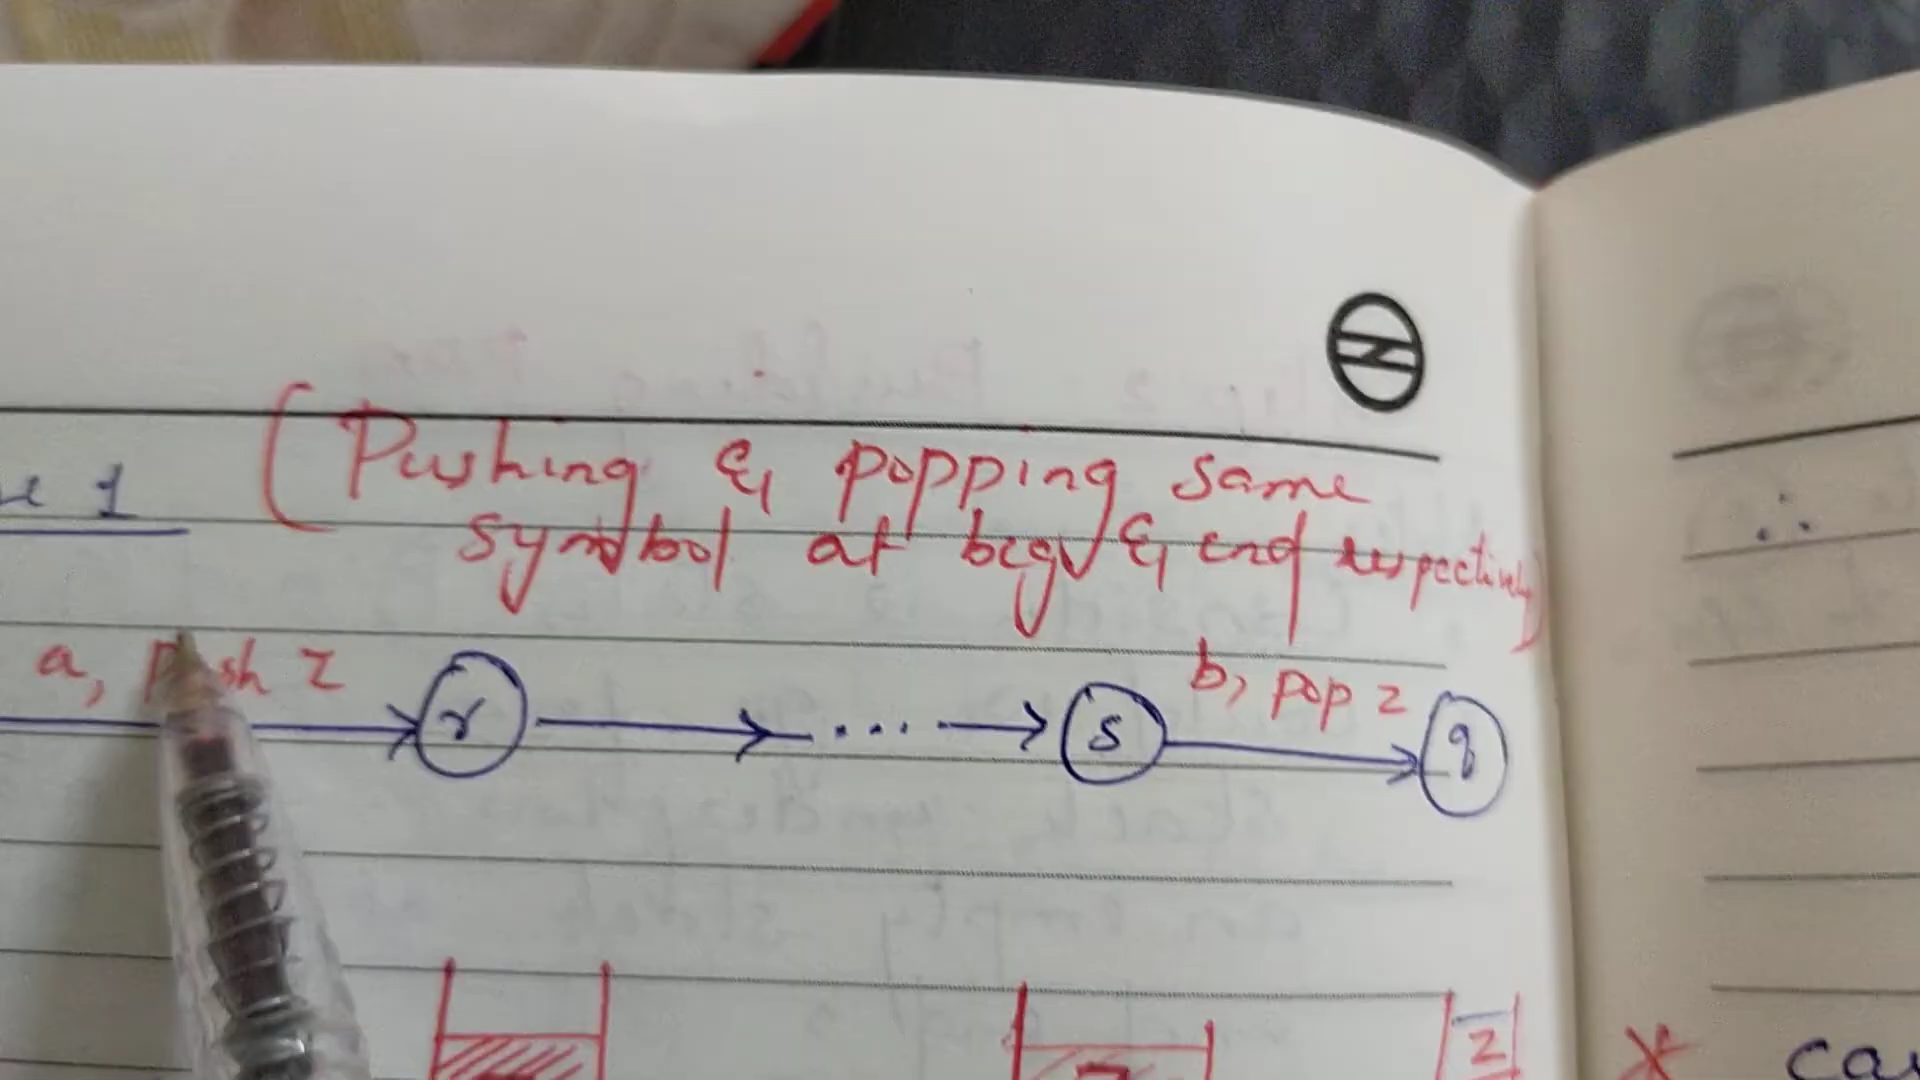 1 (Pushing & popping same
symbol at beg & end respectively)
a, push z b, pop z
r ... s q
z
∴